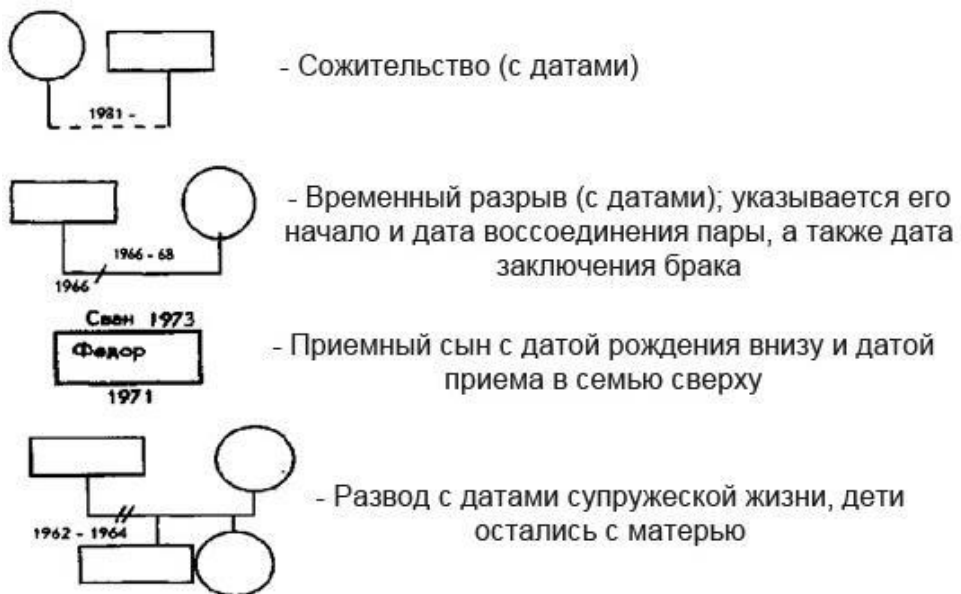 - Сожительство (с датами)
1981 -
- Временный разрыв (с датами); указывается его
начало и дата воссоединения пары, а также дата
заключения брака
1966 - 68
1966
Сван 1973
Федор
1971
- Приемный сын с датой рождения внизу и датой
приема в семью сверху
- Развод с датами супружеской жизни, дети
остались с матерью
1962 - 1964